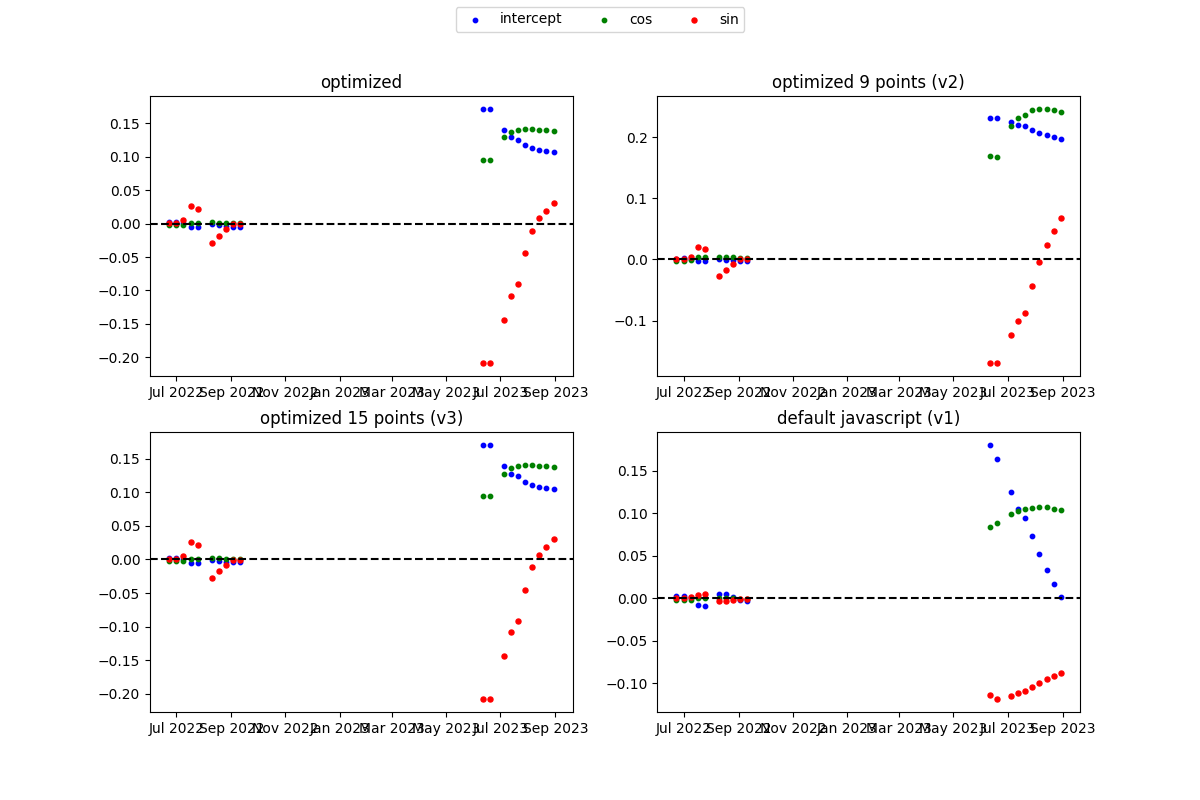 intercept cos sin
optimized
0.15
0.10
0.05
0.00
−0.05
−0.10
−0.15
−0.20
Jul 2022 Sep 2022 Nov 2022 Jan 2023 Mar 2023 May 2023 Jul 2023 Sep 2023
optimized 9 points (v2)
0.2
0.1
0.0
−0.1
Jul 2022 Sep 2022 Nov 2022 Jan 2023 Mar 2023 May 2023 Jul 2023 Sep 2023
optimized 15 points (v3)
0.15
0.10
0.05
0.00
−0.05
−0.10
−0.15
−0.20
Jul 2022 Sep 2022 Nov 2022 Jan 2023 Mar 2023 May 2023 Jul 2023 Sep 2023
default javascript (v1)
0.15
0.10
0.05
0.00
−0.05
−0.10
Jul 2022 Sep 2022 Nov 2022 Jan 2023 Mar 2023 May 2023 Jul 2023 Sep 2023